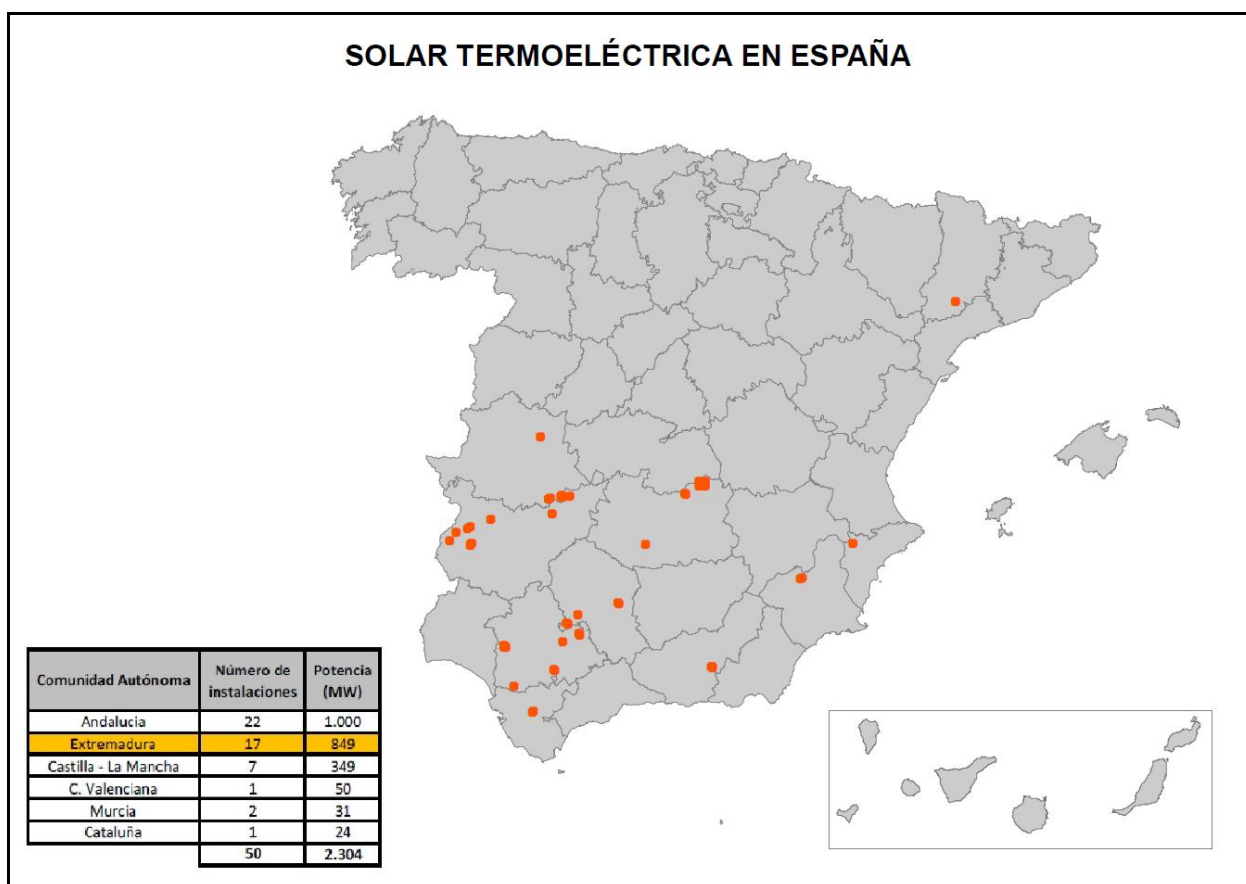 SOLAR TERMOELÉCTRICA EN ESPAÑA
Comunidad Autónoma Número de instalaciones Potencia (MW)
Andalucia 22 1.000
Extremadura 17 849
Castilla - La Mancha 7 349
C. Valenciana 1 50
Murcia 2 31
Cataluña 1 24
50 2.304